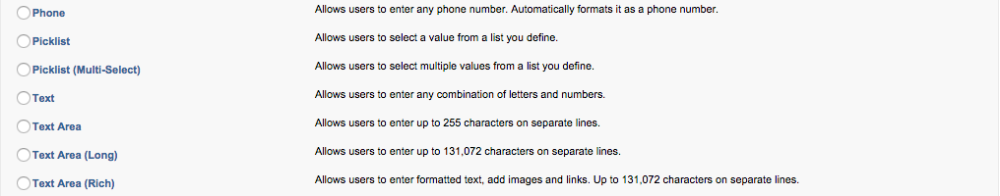 Phone Allows users to enter any phone number. Automatically formats it as a phone number.
Picklist Allows users to select a value from a list you define.
Picklist (Multi-Select) Allows users to select multiple values from a list you define.
Text Allows users to enter any combination of letters and numbers.
Text Area Allows users to enter up to 255 characters on separate lines.
Text Area (Long) Allows users to enter up to 131,072 characters on separate lines.
Text Area (Rich) Allows users to enter formatted text, add images and links. Up to 131,072 characters on separate lines.